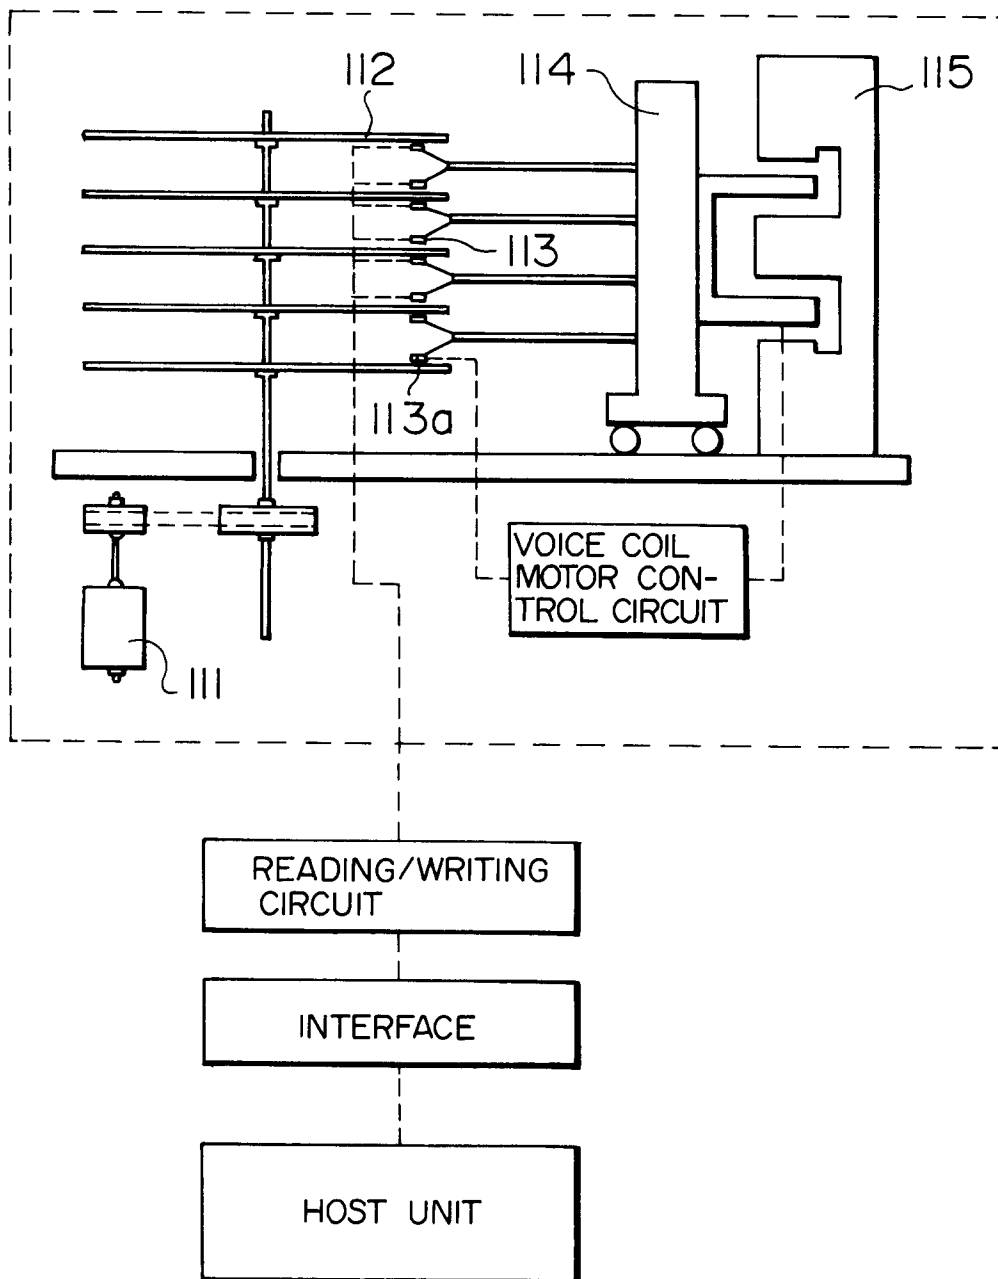 112
114
115
113
113a
VOICE COIL
MOTOR CON-
TROL CIRCUIT
111
READING/WRITING
CIRCUIT
INTERFACE
HOST UNIT